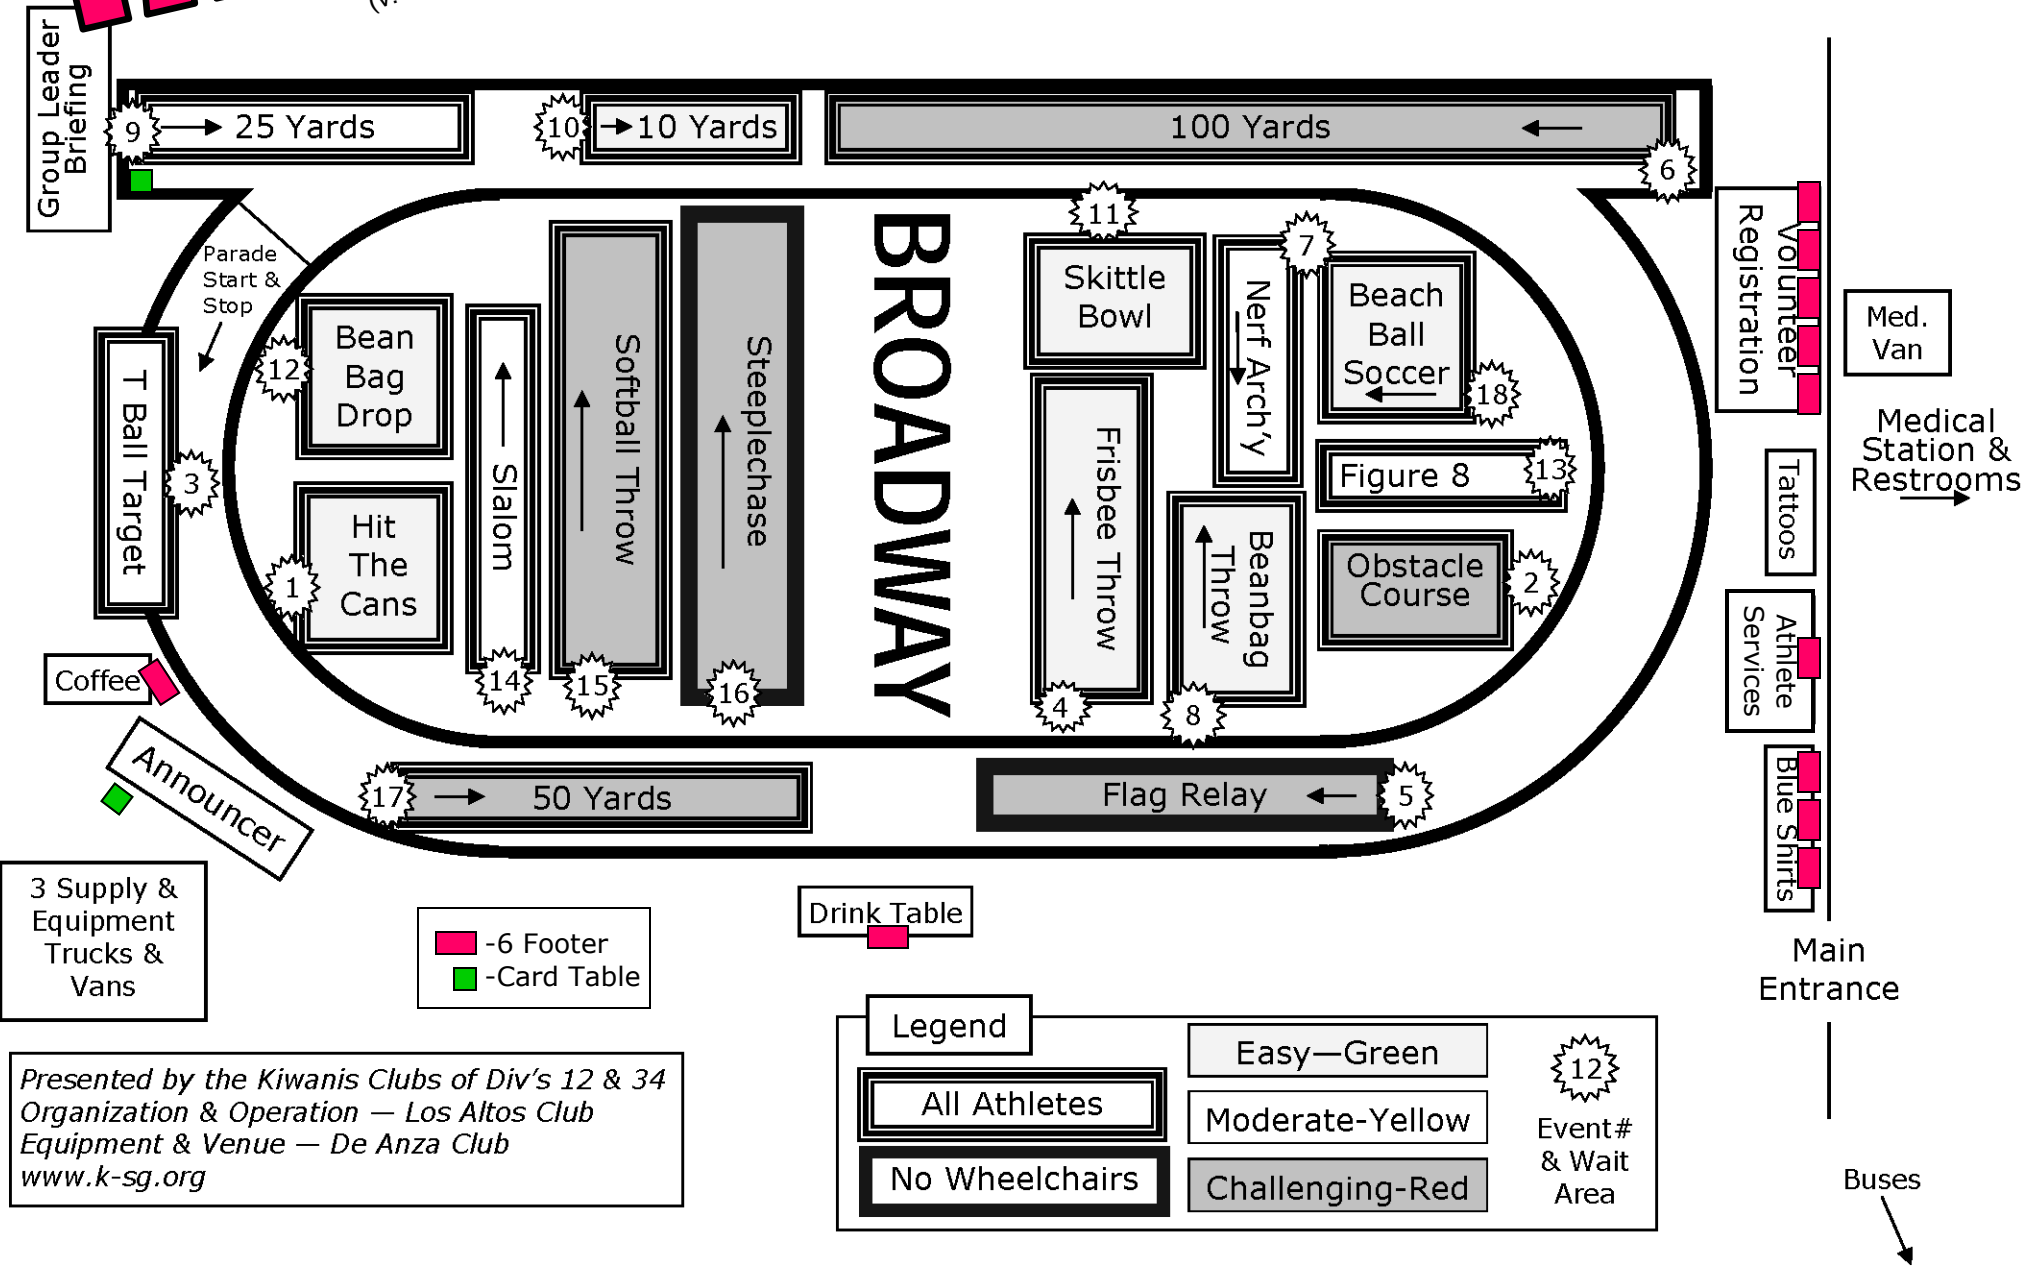 (v.
Group Leader
Briefing
9
25 Yards
10
10 Yards
100 Yards
6
Parade
Start &
Stop
T Ball Target
3
12
Bean
Bag
Drop
1
Hit
The
Cans
Slalom
14
Softball Throw
15
Steeplechase
16
BROADWAY
11
Skittle
Bowl
Frisbee Throw
4
7
Nerf Arch’y
Beanbag
Throw
8
Beach
Ball
Soccer
18
Figure 8
13
Obstacle
Course
2
17
50 Yards
Flag Relay
5
Volunteer
Registration
Med.
Van
Medical
Station &
Restrooms
Tattoos
Athlete
Services
Blue Shirts
Main
Entrance
Buses
Coffee
Announcer
3 Supply &
Equipment
Trucks &
Vans
-6 Footer
-Card Table
Drink Table
Presented by the Kiwanis Clubs of Div’s 12 & 34
Organization & Operation — Los Altos Club
Equipment & Venue — De Anza Club
www.k-sg.org
Legend
All Athletes
No Wheelchairs
Easy—Green
Moderate-Yellow
Challenging-Red
12
Event#
& Wait
Area